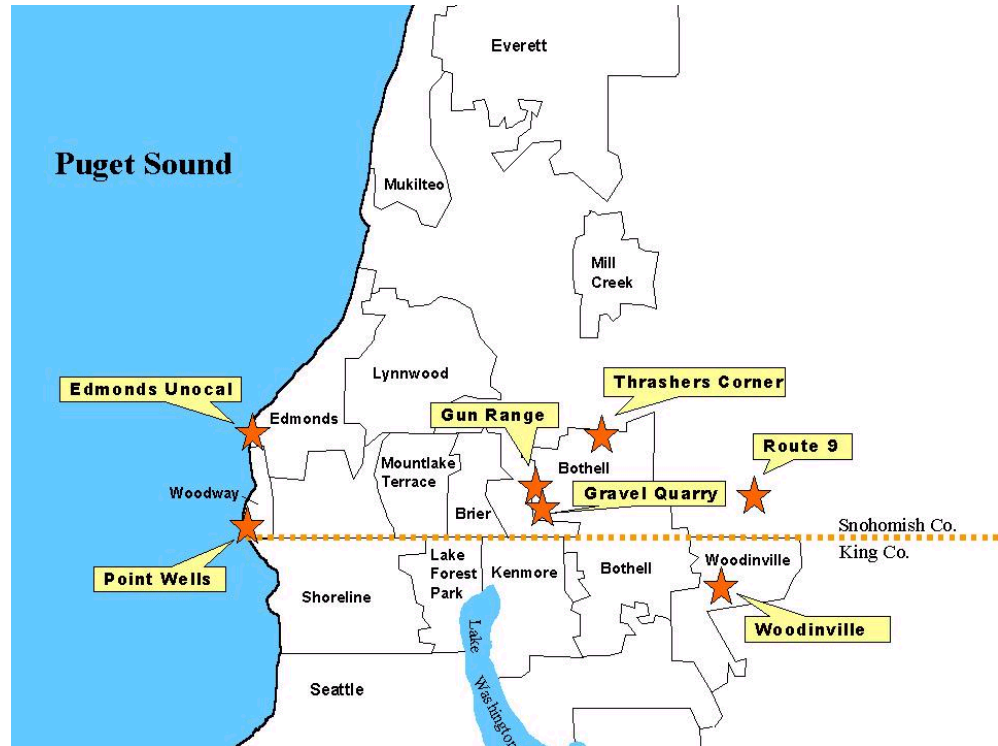 Everett
Puget Sound
Mukilteo
Mill
Creek
Edmonds Unocal
Lynnwood
Thrashers Corner
Gun Range
Edmonds
Route 9
Mountlake
Terrace
Bothell
Gravel Quarry
Woodway
Brier
Snohomish Co.
King Co.
Point Wells
Lake
Forest
Park
Kenmore
Bothell
Woodinville
Shoreline
Woodinville
Lake
Washington
Seattle